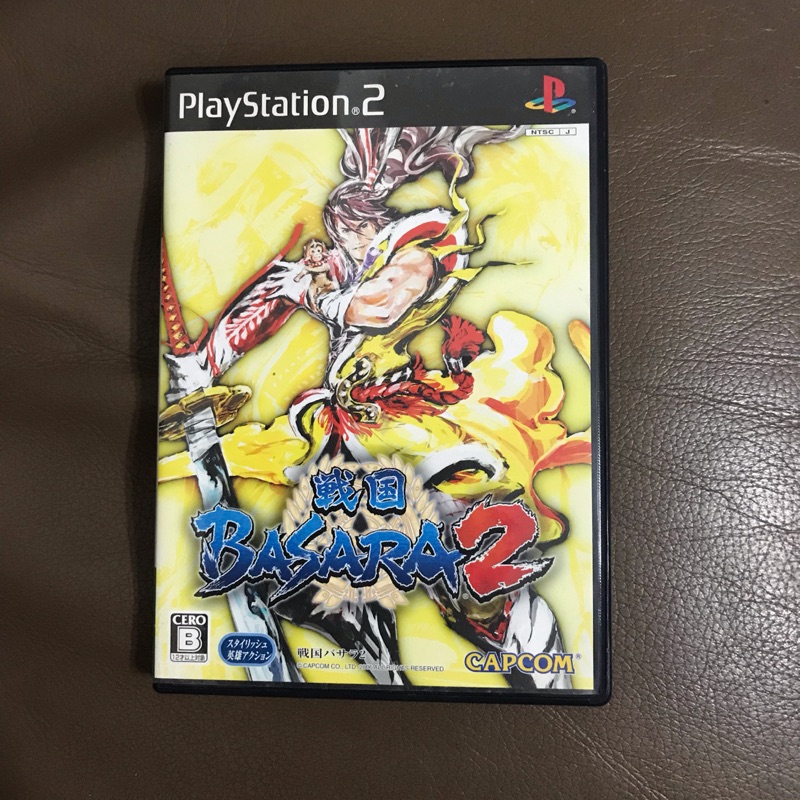 PlayStation®2
NTSC J
戦国
BASARA2
CERO
B
12才以上対象
スタイリッシュ
英雄アクション
戦国バサラ2
© CAPCOM CO., LTD. RESERVED.
CAPCOM